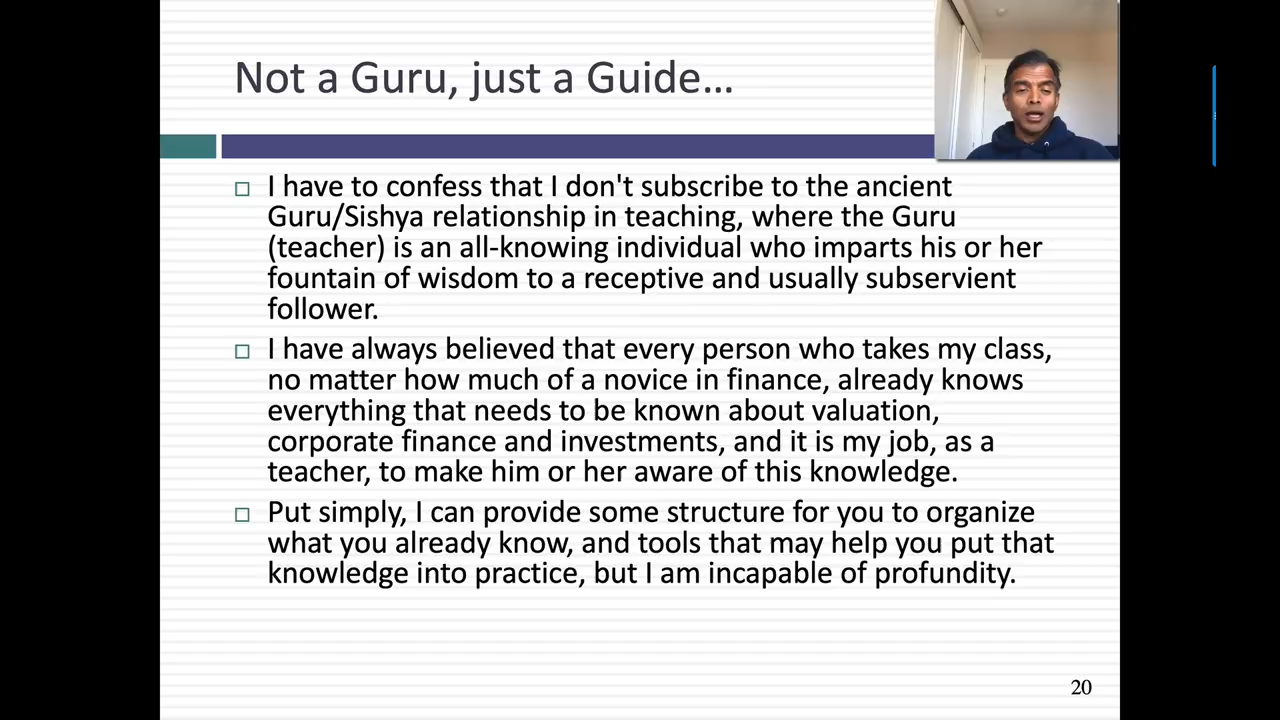 Not a Guru, just a Guide...
I have to confess that I don't subscribe to the ancient
Guru/Sishya relationship in teaching, where the Guru
(teacher) is an all-knowing individual who imparts his or her
fountain of wisdom to a receptive and usually subservient
follower.
I have always believed that every person who takes my class,
no matter how much of a novice in finance, already knows
everything that needs to be known about valuation,
corporate finance and investments, and it is my job, as a
teacher, to make him or her aware of this knowledge.
Put simply, I can provide some structure for you to organize
what you already know, and tools that may help you put that
knowledge into practice, but I am incapable of profundity.
20